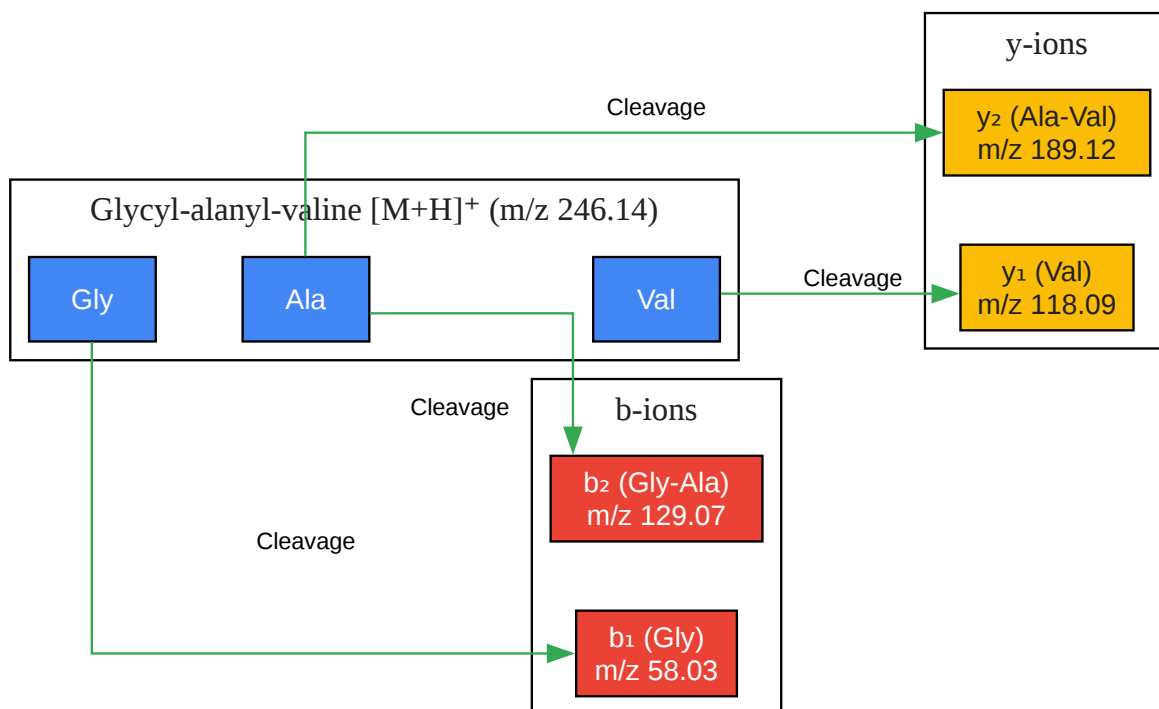 y-ions
Cleavage
y₂ (Ala-Val)
m/z 189.12
Glycyl-alanyl-valine [M+H]⁺ (m/z 246.14)
Gly
Ala
Val
Cleavage
y₁ (Val)
m/z 118.09
Cleavage
b-ions
b₂ (Gly-Ala)
m/z 129.07
Cleavage
b₁ (Gly)
m/z 58.03